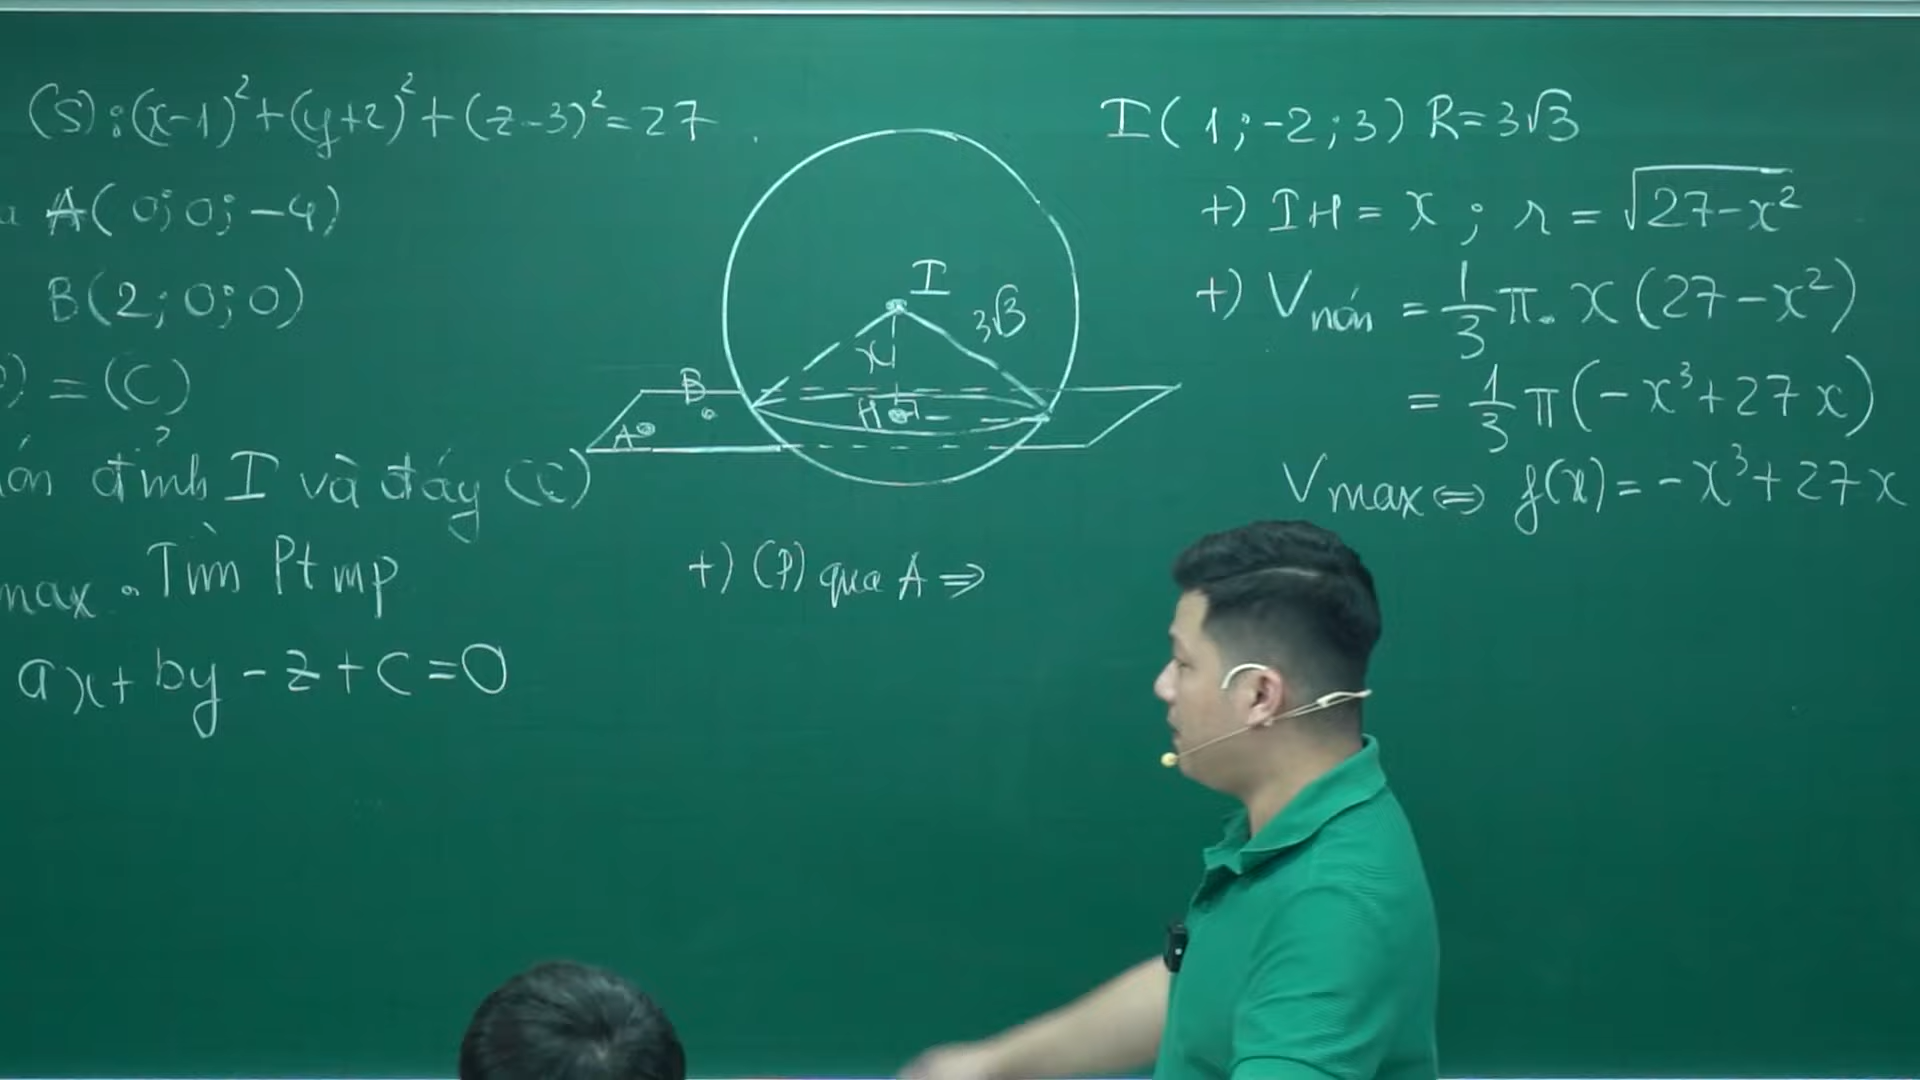 (S): (x-1)² + (y+2)² + (z-3)² = 27
A(0;0;-4)
B(2;0;0)
) = (C)
đỉnh I và đáy (C)
max. Tìm Pt mp
ax + by - z + c = 0
I
3√3
x
B
H
A
+) (P) qua A ⇒
I(1;-2;3) R = 3√3
+) IH = x ; r = √27-x²
+) V nón = 1/3 π. x (27-x²)
= 1/3 π (-x³ + 27x)
V max ⇔ f(x) = -x³ + 27x